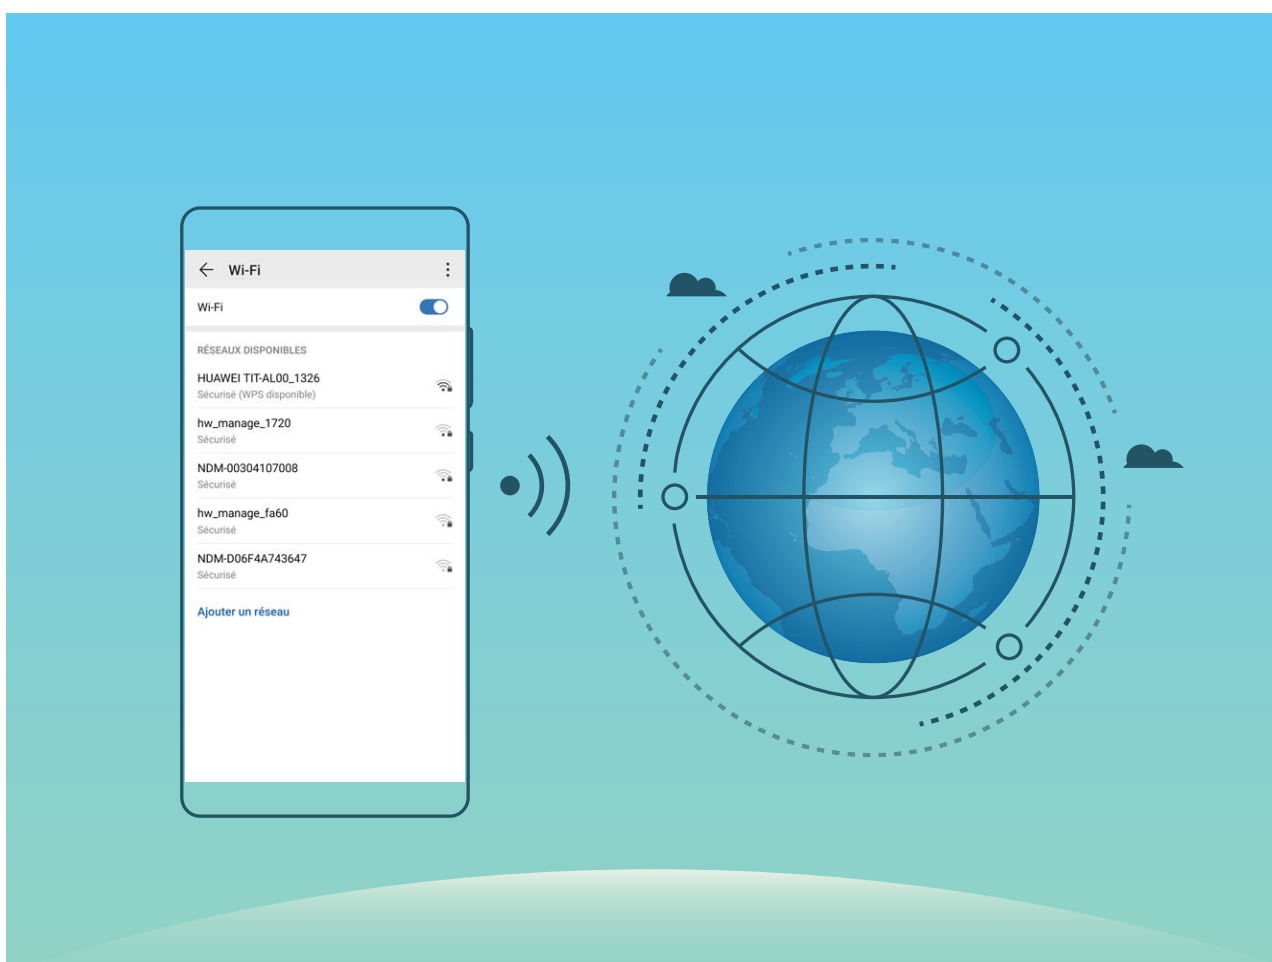 Wi-Fi
Wi-Fi
RÉSEAUX DISPONIBLES
HUAWEI TIT-AL00_1326
Sécurisé (WPS disponible)
hw_manage_1720
Sécurisé
NDM-00304107008
Sécurisé
hw_manage_fa60
Sécurisé
NDM-D06F4A743647
Sécurisé
Ajouter un réseau